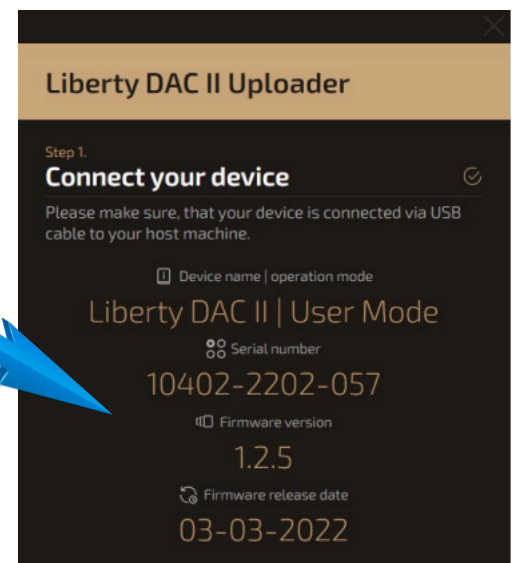 Liberty DAC II Uploader
Step 1.
Connect your device
Please make sure, that your device is connected via USB
cable to your host machine.
Device name | operation mode
Liberty DAC II | User Mode
Serial number
10402-2202-057
Firmware version
1.2.5
Firmware release date
03-03-2022